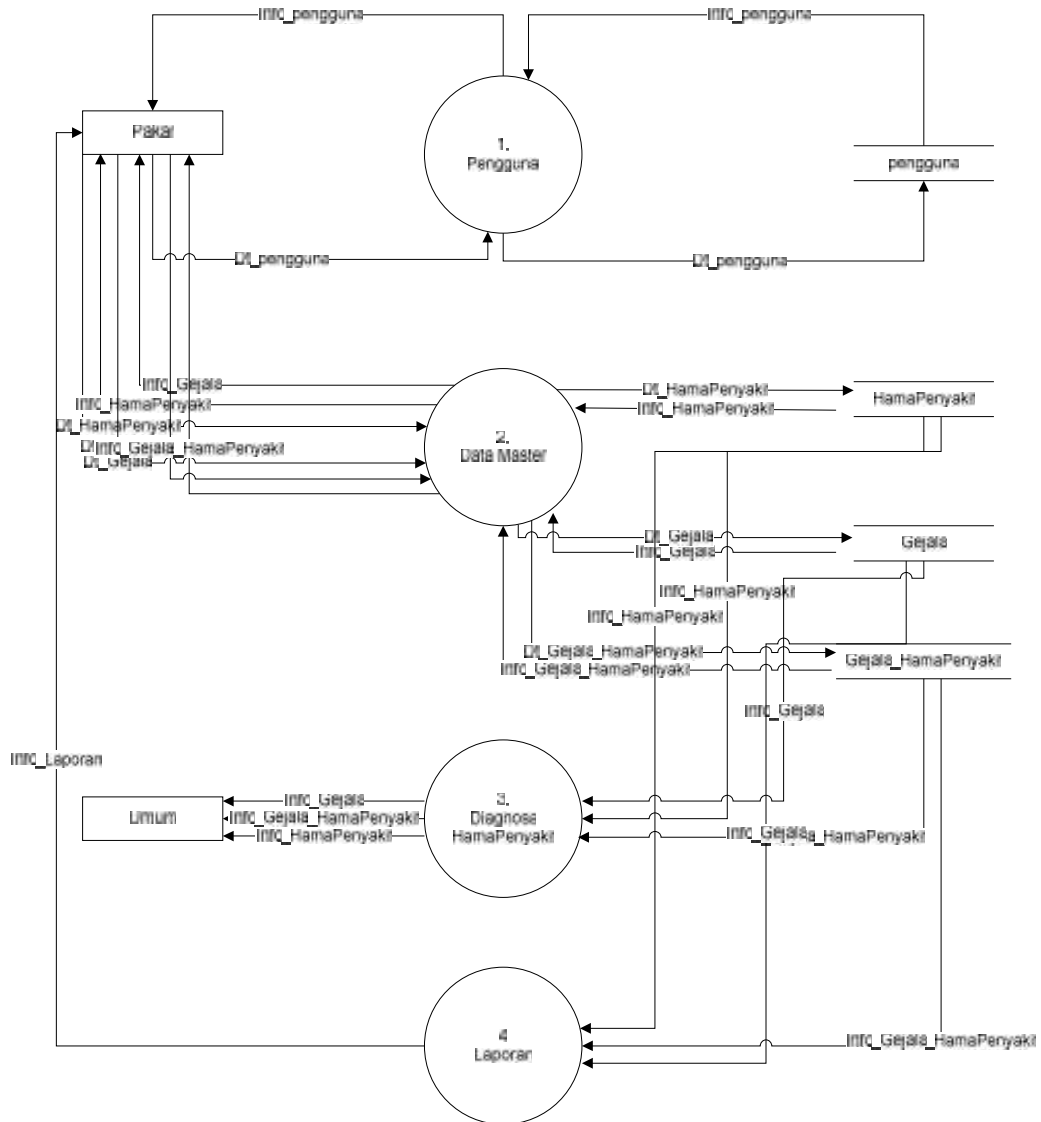 Info_pengguna
Info_pengguna
Pakar
1.
Pengguna
pengguna
Dt_pengguna
Dt_pengguna
Info_Gejala
Info_HamaPenyakit
Dt_HamaPenyakit
Info_Gejala_HamaPenyakit
Dt_Gejala
2.
Data Master
Dt_HamaPenyakit
Info_HamaPenyakit
HamaPenyakit
Dt_Gejala
Info_Gejala
Gejala
Info_HamaPenyakit
Info_HamaPenyakit
Dt_Gejala_HamaPenyakit
Info_Gejala_HamaPenyakit
Gejala_HamaPenyakit
Info_Gejala
Info_Laporan
Umum
Info_Gejala
Info_Gejala_HamaPenyakit
Info_HamaPenyakit
3.
Diagnosa
HamaPenyakit
Info_Gejala
Info_Gejala_HamaPenyakit
4
Laporan
Info_Gejala_HamaPenyakit